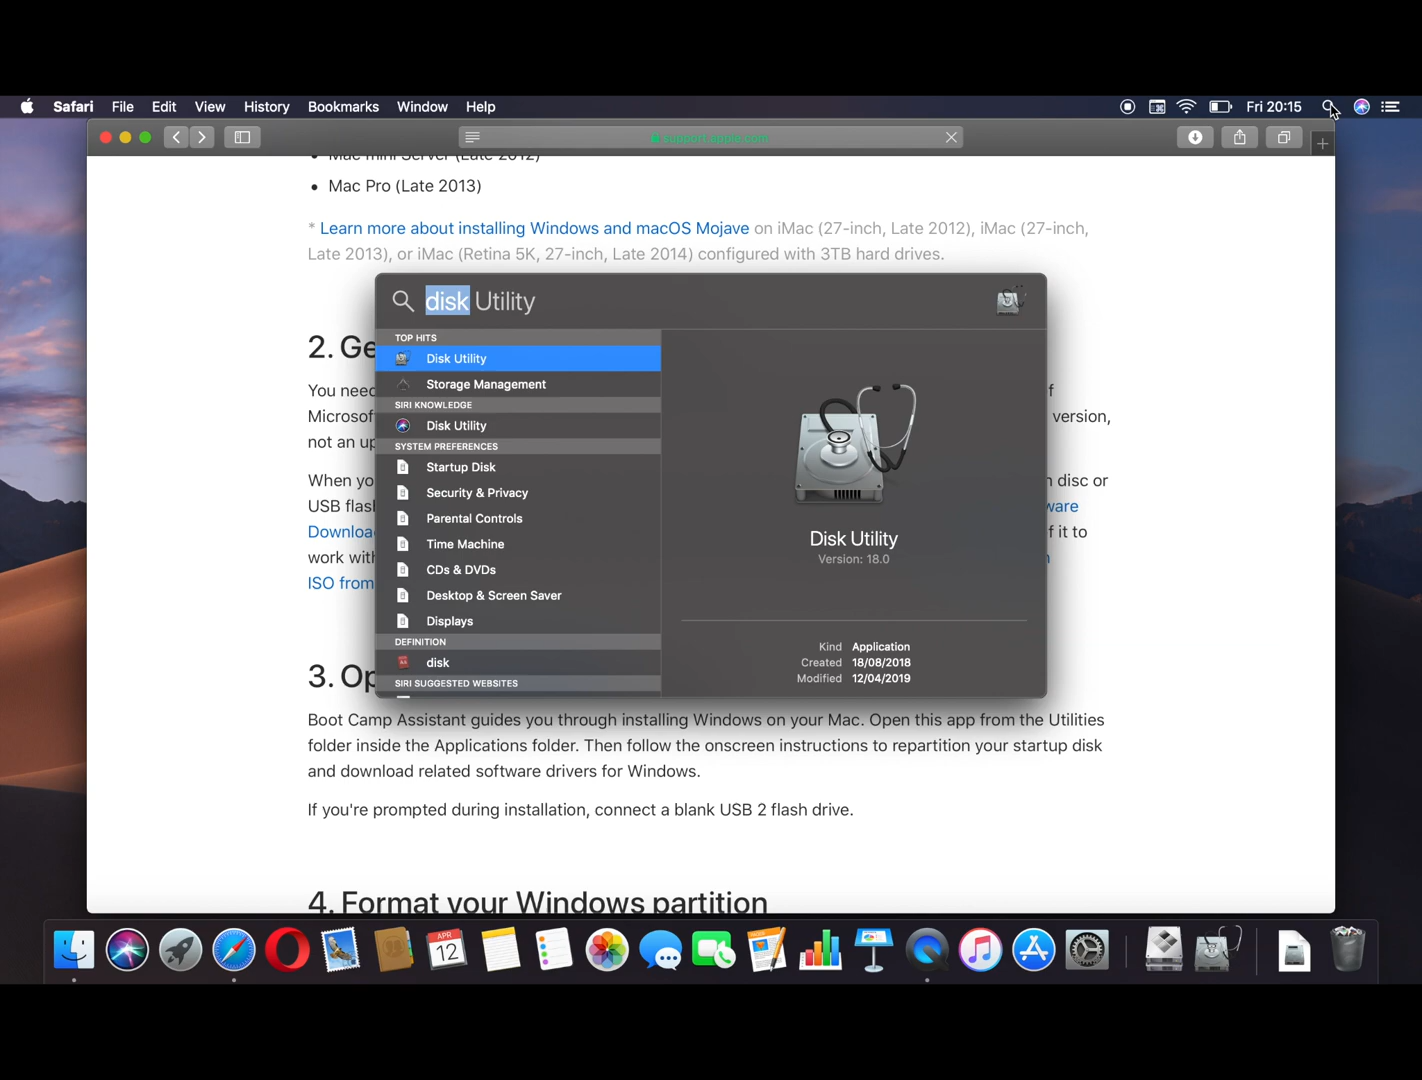 Safari File Edit View History Bookmarks Window Help Fri 20:15
support.apple.com
Mac mini Server (Late 2012)
• Mac Pro (Late 2013)
* Learn more about installing Windows and macOS Mojave on iMac (27-inch, Late 2012), iMac (27-inch,
Late 2013), or iMac (Retina 5K, 27-inch, Late 2014) configured with 3TB hard drives.
disk Utility
TOP HITS
Disk Utility
Storage Management
SIRI KNOWLEDGE
Disk Utility
SYSTEM PREFERENCES
Startup Disk
Security & Privacy
Parental Controls
Time Machine
CDs & DVDs
Desktop & Screen Saver
Displays
DEFINITION
disk
SIRI SUGGESTED WEBSITES
Disk Utility
Version: 18.0
Kind Application
Created 18/08/2018
Modified 12/04/2019
2. Ge
You need f
Microsof version,
not an up
When yo disc or
USB flas ware
Downloa f it to
work with
ISO from
3. Op
Boot Camp Assistant guides you through installing Windows on your Mac. Open this app from the Utilities
folder inside the Applications folder. Then follow the onscreen instructions to repartition your startup disk
and download related software drivers for Windows.
If you're prompted during installation, connect a blank USB 2 flash drive.
4. Format your Windows partition
APR
12